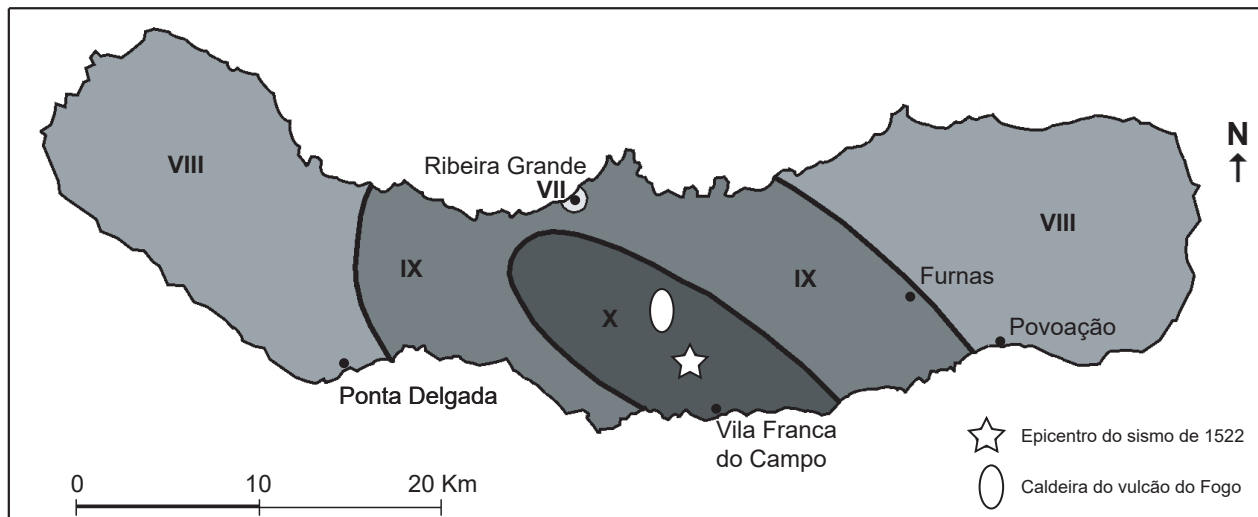 N
Ribeira Grande
VII
VIII
VIII
IX
IX
Furnas
X
Povoação
Ponta Delgada
Vila Franca
do Campo
Epicentro do sismo de 1522
Caldeira do vulcão do Fogo
0 10 20 Km